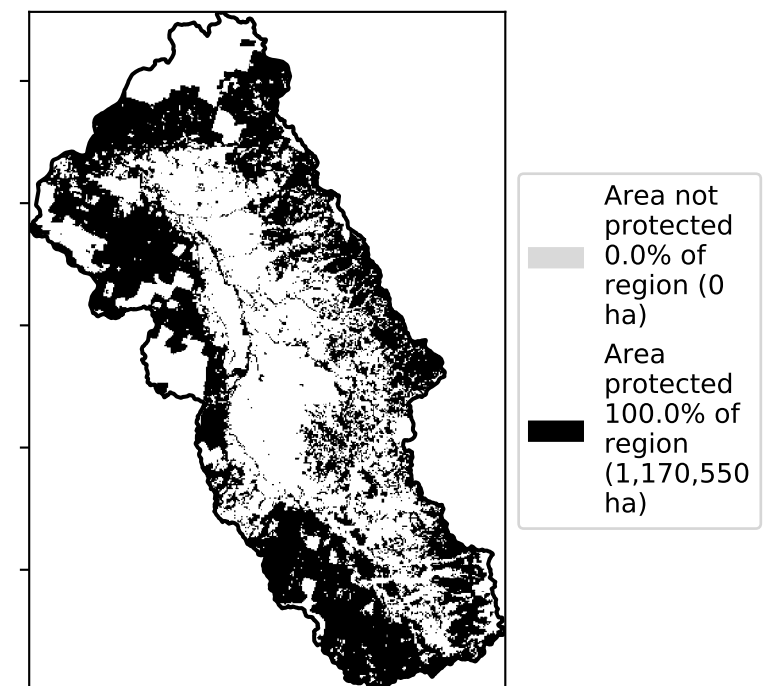 Area not
protected
0.0% of
region (0
ha)
Area
protected
100.0% of
region
(1,170,550
ha)